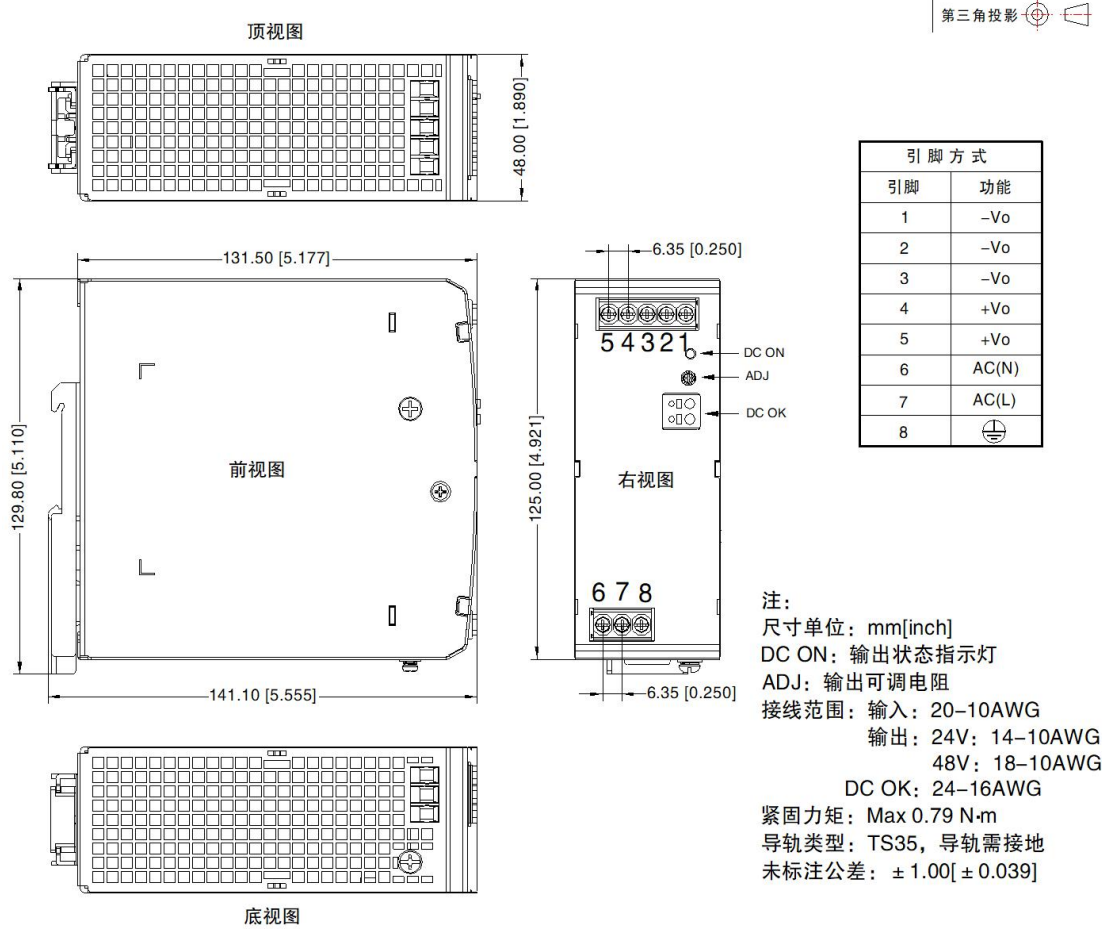 第三角投影
顶视图
48.00 [1.890]
131.50 [5.177]
129.80 [5.110]
前视图
141.10 [5.555]
6.35 [0.250]
54321
DC ON
ADJ
DC OK
125.00 [4.921]
右视图
6 7 8
6.35 [0.250]
底视图
引脚方式
引脚 功能
1 –Vo
2 –Vo
3 –Vo
4 +Vo
5 +Vo
6 AC(N)
7 AC(L)
8
注:
尺寸单位：mm[inch]
DC ON：输出状态指示灯
ADJ：输出可调电阻
接线范围：输入：20–10AWG
输出：24V：14–10AWG
48V：18–10AWG
DC OK：24–16AWG
紧固力矩：Max 0.79 N·m
导轨类型：TS35，导轨需接地
未标注公差：±1.00[±0.039]